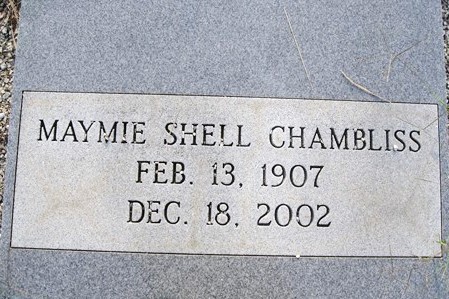 MAYMIE SHELL CHAMBLISS
FEB. 13, 1907
DEC. 18, 2002